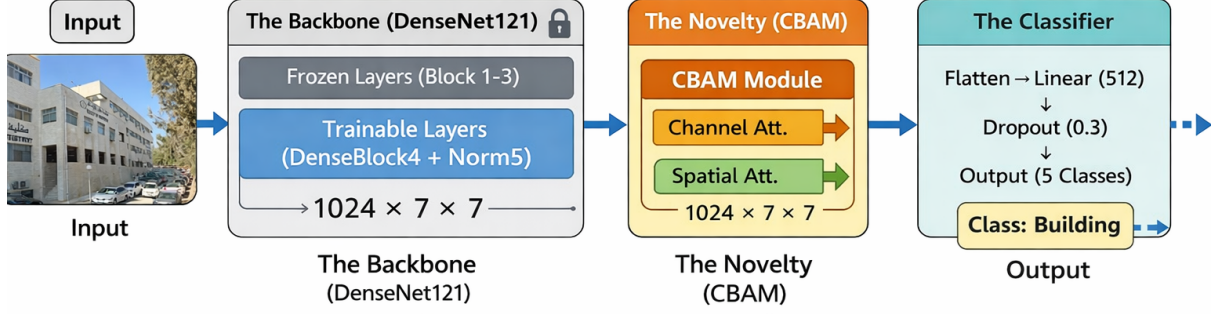 Input
Input
The Backbone (DenseNet121)
Frozen Layers (Block 1-3)
Trainable Layers
(DenseBlock4 + Norm5)
1024 × 7 × 7
The Backbone
(DenseNet121)
The Novelty (CBAM)
CBAM Module
Channel Att.
Spatial Att.
1024 × 7 × 7
The Novelty
(CBAM)
The Classifier
Flatten → Linear (512)
↓
Dropout (0.3)
↓
Output (5 Classes)
Class: Building
Output